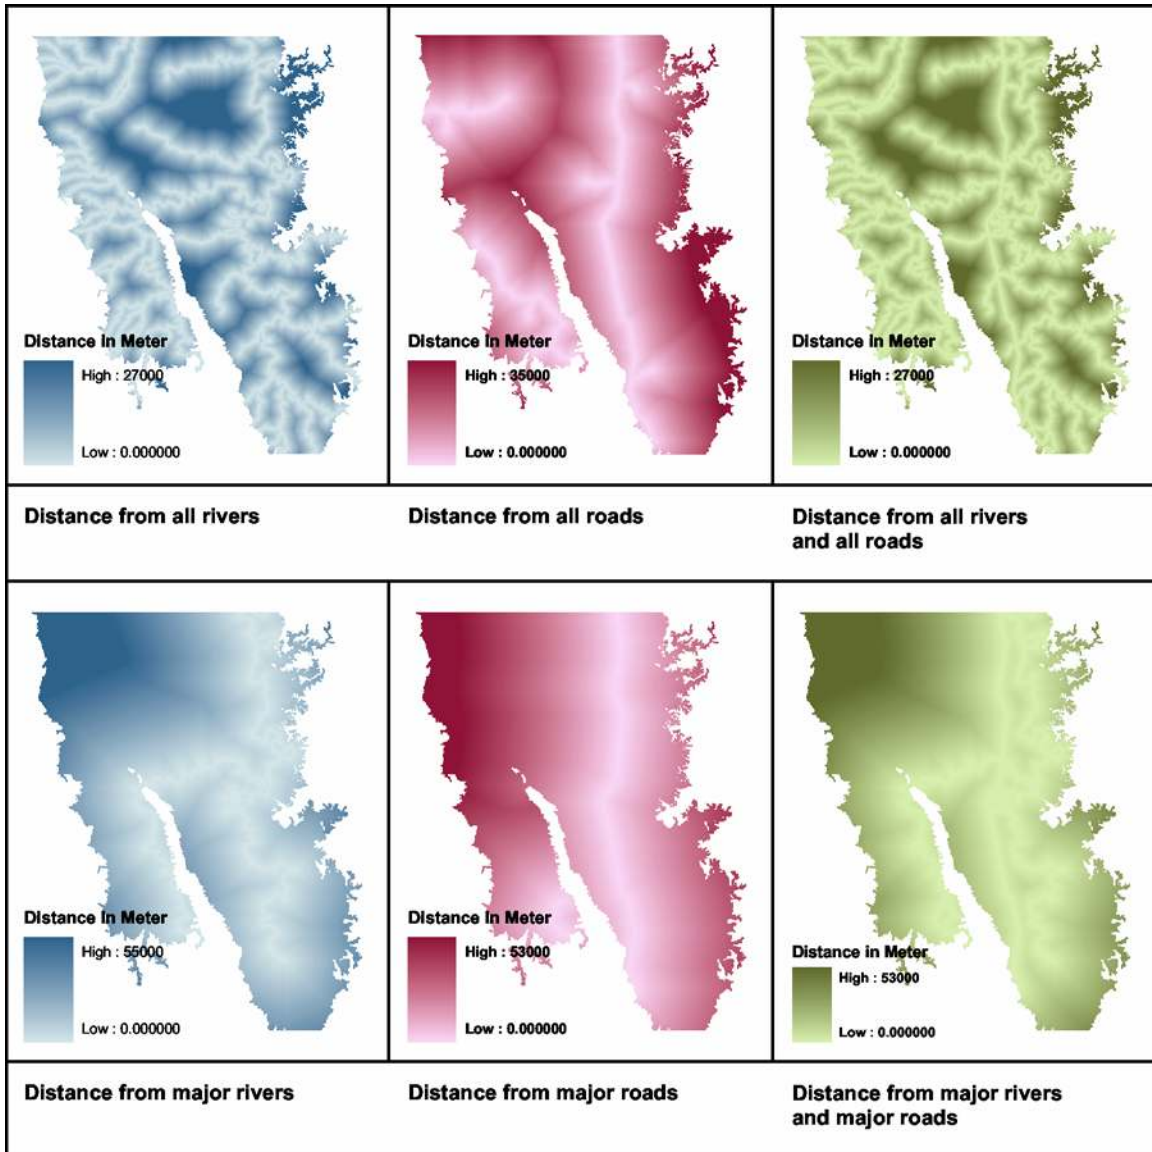 Distance In Meter
High : 27000
Low : 0.000000
Distance In Meter
High : 35000
Low : 0.000000
Distance In Meter
High : 27000
Low : 0.000000
Distance from all rivers
Distance from all roads
Distance from all rivers
and all roads
Distance In Meter
High : 55000
Low : 0.000000
Distance In Meter
High : 53000
Low : 0.000000
Distance in Meter
High : 53000
Low : 0.000000
Distance from major rivers
Distance from major roads
Distance from major rivers
and major roads